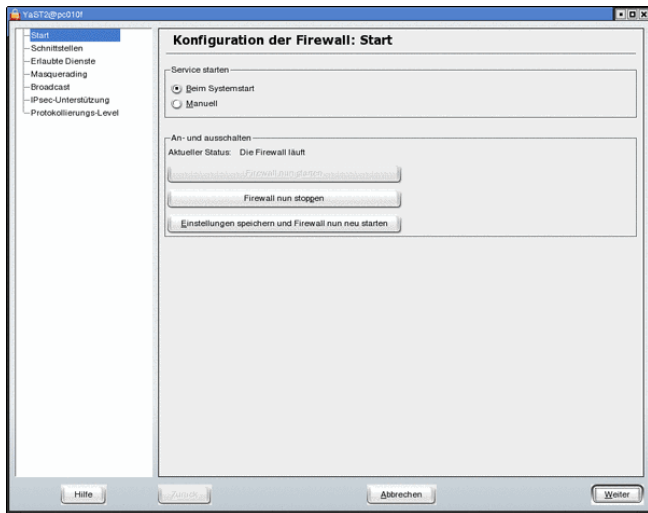 YaST2@pc010f
Start
Schnittstellen
Erlaubte Dienste
Masquerading
Broadcast
IPsec-Unterstützung
Protokollierungs-Level
Konfiguration der Firewall: Start
Service starten
Beim Systemstart
Manuell
An- und ausschalten
Aktueller Status: Die Firewall läuft
Firewall nun starten
Firewall nun stoppen
Einstellungen speichern und Firewall nun neu starten
Hilfe
Zurück
Abbrechen
Weiter